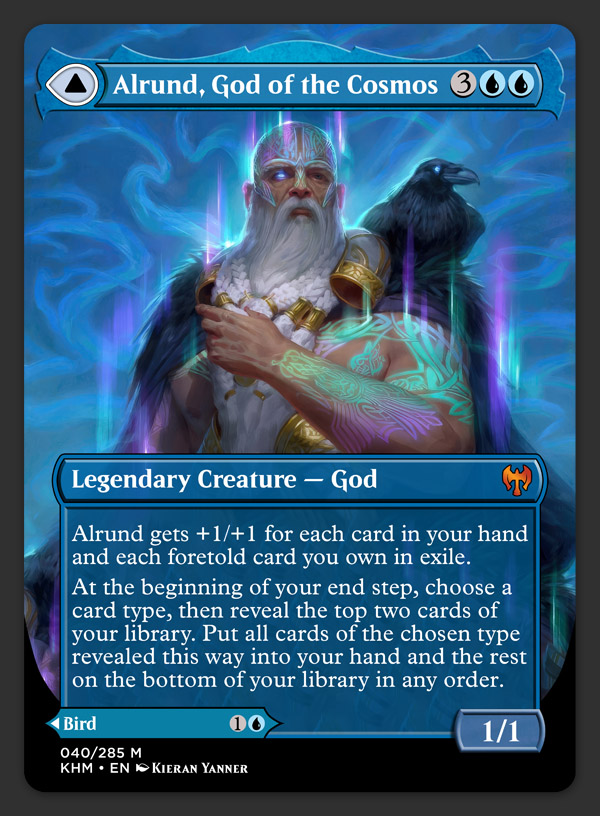 Alrund, God of the Cosmos 3
Legendary Creature — God
Alrund gets +1/+1 for each card in your hand
and each foretold card you own in exile.
At the beginning of your end step, choose a
card type, then reveal the top two cards of
your library. Put all cards of the chosen type
revealed this way into your hand and the rest
on the bottom of your library in any order.
Bird 1
1/1
040/285 M
KHM • EN Kieran Yanner